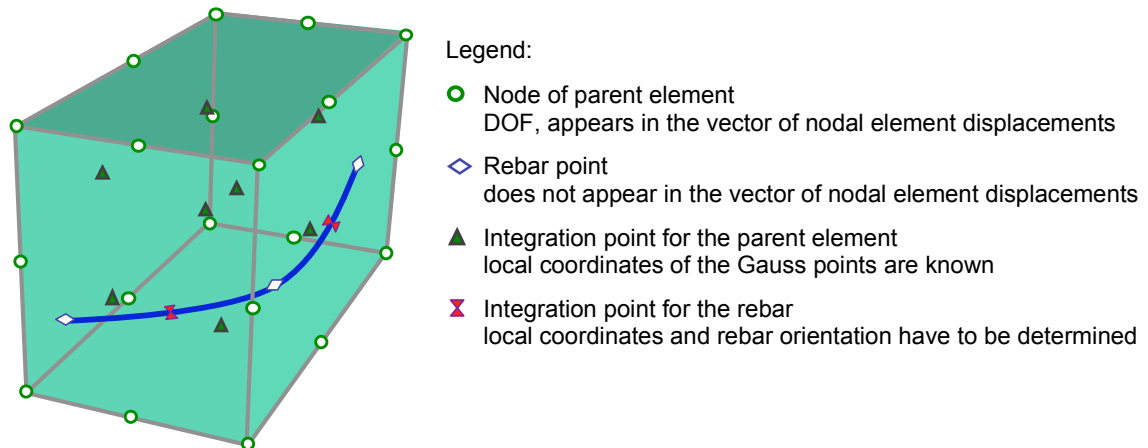 Legend:
Node of parent element
DOF, appears in the vector of nodal element displacements
Rebar point
does not appear in the vector of nodal element displacements
Integration point for the parent element
local coordinates of the Gauss points are known
Integration point for the rebar
local coordinates and rebar orientation have to be determined